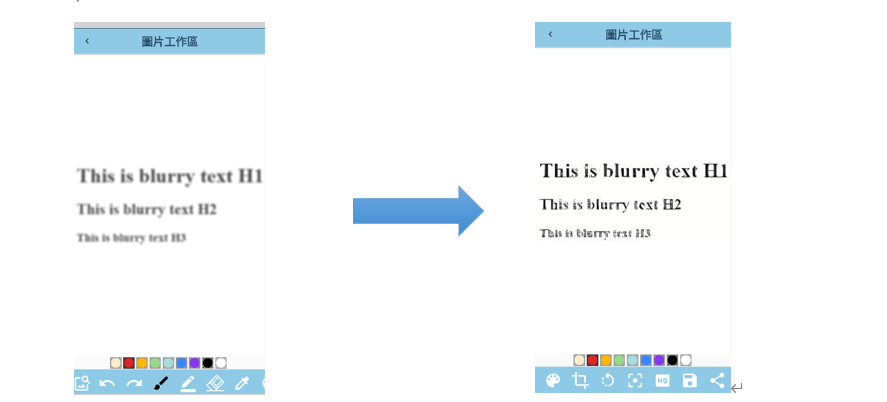 圖片工作區
This is blurry text H1
This is blurry text H2
This is blurry text H3
圖片工作區
This is blurry text H1
This is blurry text H2
This is blurry text H3
HQ